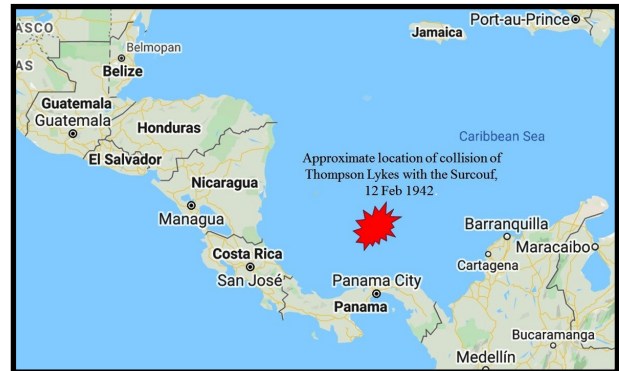 ASCO
Port-au-Prince
Jamaica
Belmopan
AS
Belize
Guatemala
Guatemala
Honduras
Caribbean Sea
El Salvador
Approximate location of collision of
Thompson Lykes with the Surcouf,
12 Feb 1942
Nicaragua
Managua
Barranquilla
Maracaibo
Costa Rica
Cartagena
San José
Panama City
Panama
Bucaramanga
Medellín